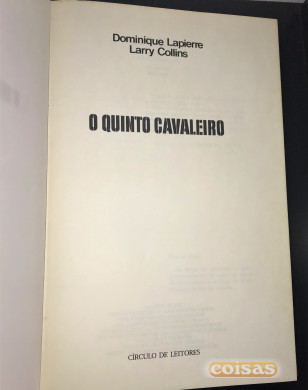 Dominique Lapierre
Larry Collins
O QUINTO CAVALEIRO
CÍRCULO DE LEITORES
coisas